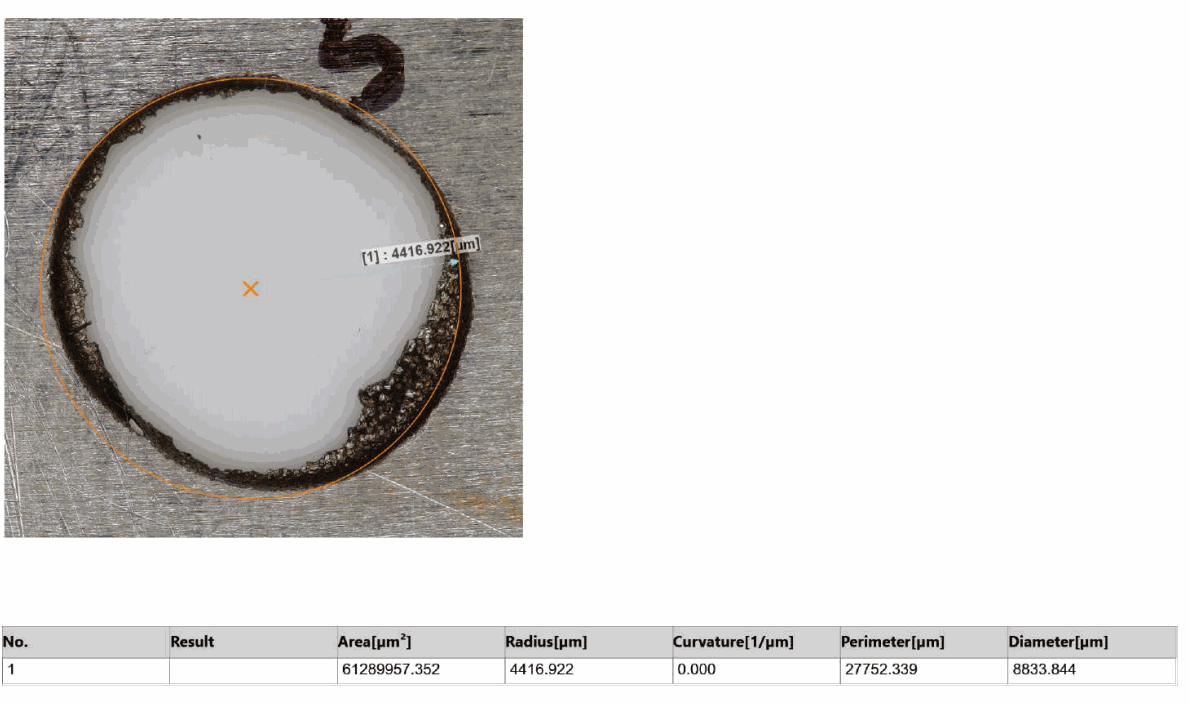 5
[1] : 4416.922[µm]
No. Result Area[µm²] Radius[µm] Curvature[1/µm] Perimeter[µm] Diameter[µm]
1 61289957.352 4416.922 0.000 27752.339 8833.844